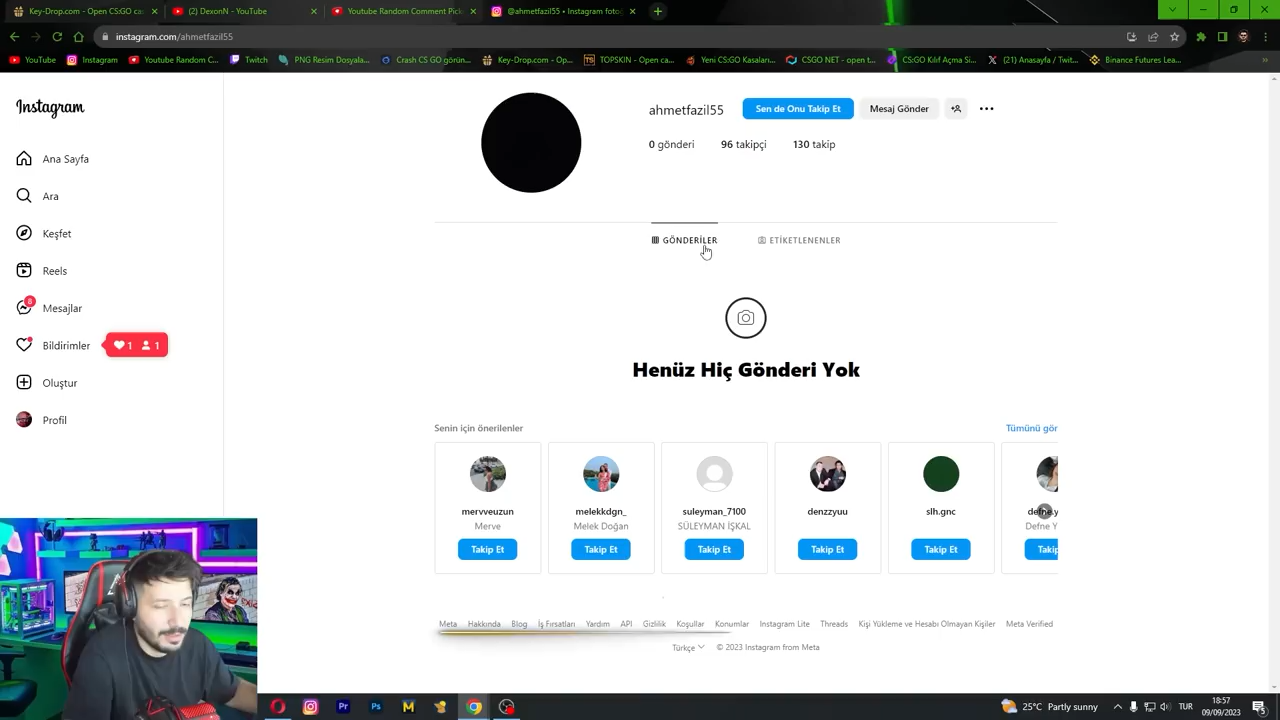 Key-Drop.com - Open CS:GO ca
(2) DexonN - YouTube
Youtube Random Comment Pick
@ahmetfazil55 • Instagram foto
instagram.com/ahmetfazil55
YouTube
Instagram
Youtube Random C...
Twitch
PNG Resim Dosyala...
Crash CS GO görün...
Key-Drop.com - Op...
TOPSKIN - Open ca...
Yeni CS:GO Kasaları...
CSGO NET - open t...
CS:GO Kılıf Açma Si...
(21) Anasayfa / Twit...
Binance Futures Lea...
Instagram
Ana Sayfa
Ara
Keşfet
Reels
8
Mesajlar
Bildirimler
1 1
Oluştur
Profil
ahmetfazil55
Sen de Onu Takip Et
Mesaj Gönder
0 gönderi
96 takipçi
130 takip
GÖNDERİLER
ETİKETLENENLER
Henüz Hiç Gönderi Yok
Senin için önerilenler
Tümünü gör
mervveuzun
Merve
Takip Et
melekkdgn_
Melek Doğan
Takip Et
suleyman_7100
SÜLEYMAN İŞKAL
Takip Et
denzzyuu
Takip Et
slh.gnc
Takip Et
Defne Y
Takip
Meta Hakkında Blog İş Fırsatları Yardım API Gizlilik Koşullar Konumlar Instagram Lite Threads Kişi Yükleme ve Hesabı Olmayan Kişiler Meta Verified
Türkçe © 2023 Instagram from Meta
25°C Partly sunny
TUR
18:57
09/09/2023
5